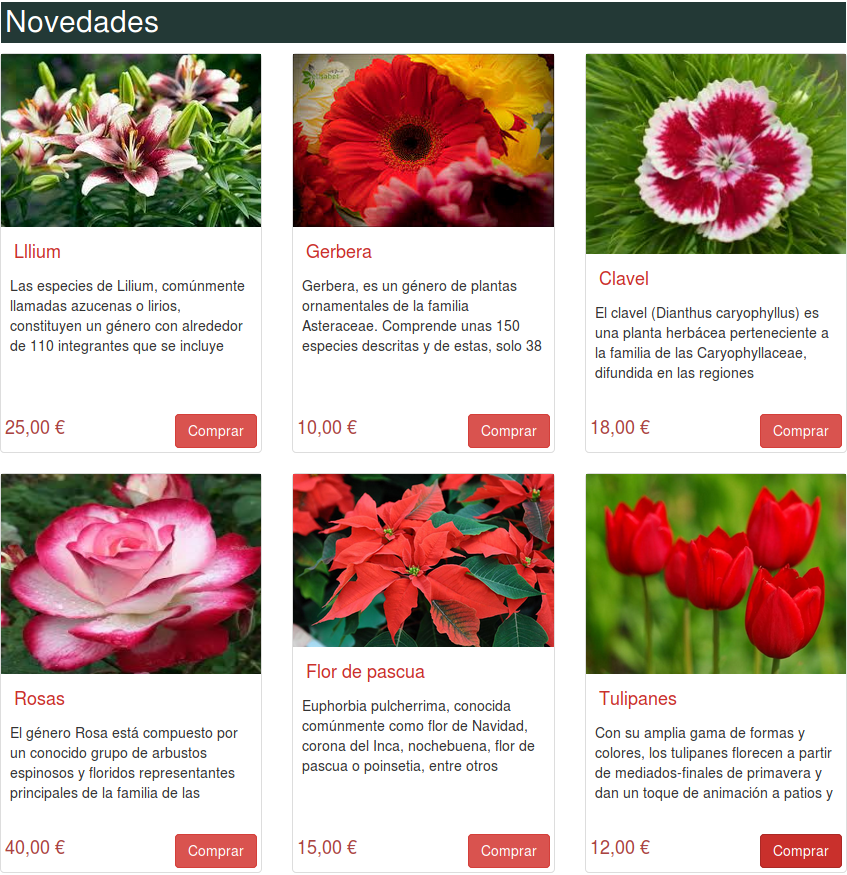 Novedades
Lllium
Las especies de Lilium, comúnmente
llamadas azucenas o lirios,
constituyen un género con alrededor
de 110 integrantes que se incluye
25,00 €
Comprar
Gerbera
Gerbera, es un género de plantas
ornamentales de la familia
Asteraceae. Comprende unas 150
especies descritas y de estas, solo 38
10,00 €
Comprar
Clavel
El clavel (Dianthus caryophyllus) es
una planta herbácea perteneciente a
la familia de las Caryophyllaceae,
difundida en las regiones
18,00 €
Comprar
Rosas
El género Rosa está compuesto por
un conocido grupo de arbustos
espinosos y floridos representantes
principales de la familia de las
40,00 €
Comprar
Flor de pascua
Euphorbia pulcherrima, conocida
comúnmente como flor de Navidad,
corona del Inca, nochebuena, flor de
pascua o poinsetia, entre otros
15,00 €
Comprar
Tulipanes
Con su amplia gama de formas y
colores, los tulipanes florecen a partir
de mediados-finales de primavera y
dan un toque de animación a patios y
12,00 €
Comprar